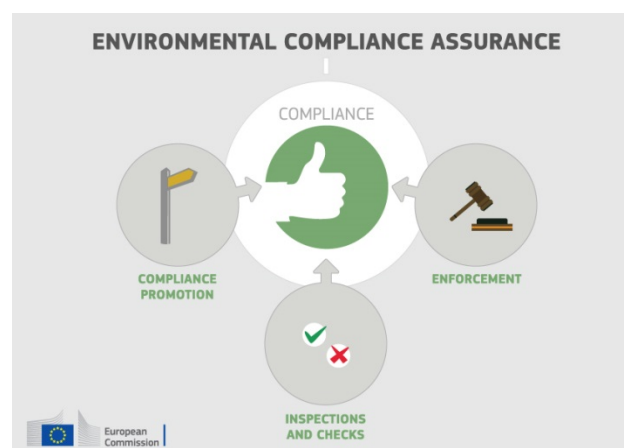 ENVIRONMENTAL COMPLIANCE ASSURANCE
COMPLIANCE
COMPLIANCE
PROMOTION
ENFORCEMENT
INSPECTIONS
AND CHECKS
European
Commission